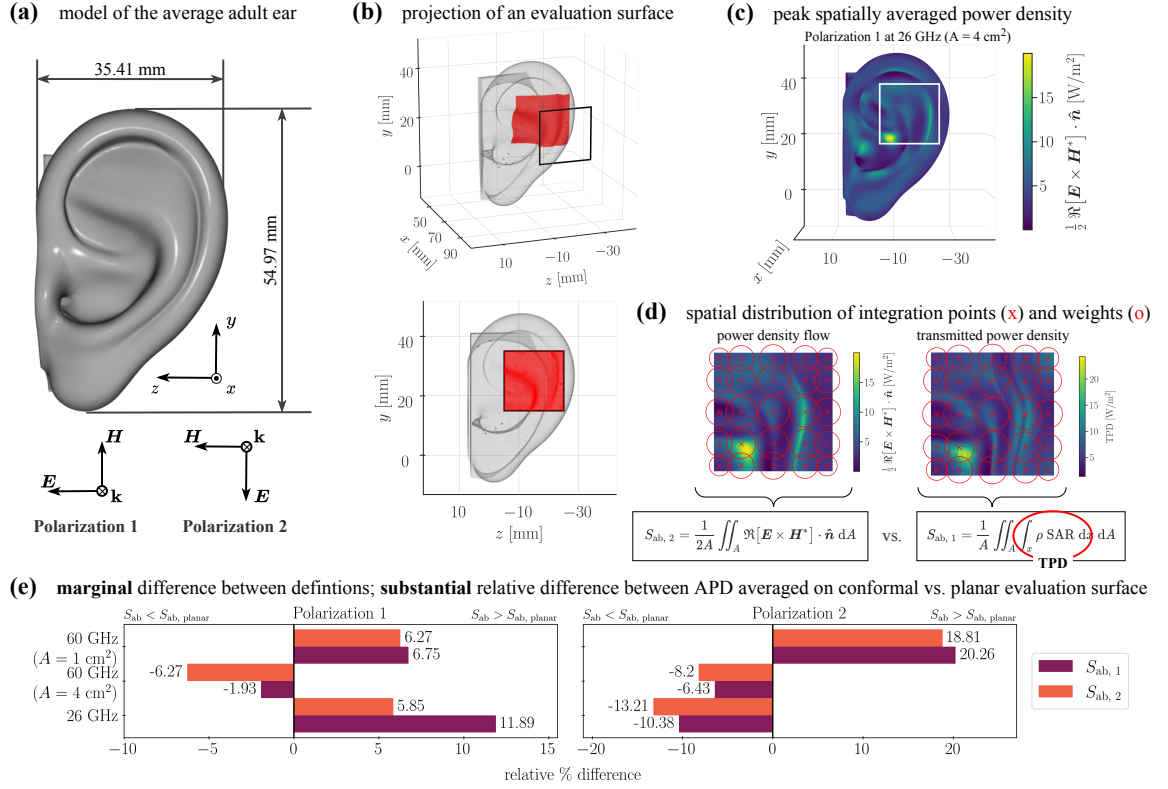 (a) model of the average adult ear
35.41 mm
54.97 mm
y
z
x
H
E
k
Polarization 1
H
k
E
Polarization 2
(b) projection of an evaluation surface
40
20
0
y [mm]
50
70
90
x [mm]
10
−10
−30
z [mm]
40
20
0
y [mm]
10
−10
−30
z [mm]
(c) peak spatially averaged power density
Polarization 1 at 26 GHz (A = 4 cm²)
40
20
0
y [mm]
x [mm]
10
−10
−30
z [mm]
15
10
5
½ ℜ[E × H*] · n̂ [W/m²]
(d) spatial distribution of integration points (x) and weights (o)
power density flow
15
10
5
½ ℜ[E × H*] · n̂ [W/m²]
transmitted power density
20
15
10
5
TPD [W/m²]
S_ab, 2 = 1/2A ∬_A ℜ[E × H*] · n̂ dA
vs.
S_ab, 1 = 1/A ∬_A ∫_x ρ SAR dx dA
TPD
(e) marginal difference between defintions; substantial relative difference between APD averaged on conformal vs. planar evaluation surface
S_ab < S_ab, planar
Polarization 1
S_ab > S_ab, planar
60 GHz
(A = 1 cm²)
60 GHz
(A = 4 cm²)
26 GHz
6.27
6.75
-6.27
-1.93
5.85
11.89
−10
−5
0
5
10
15
S_ab < S_ab, planar
Polarization 2
S_ab > S_ab, planar
18.81
20.26
-8.2
-6.43
-13.21
-10.38
−20
−10
0
10
20
relative % difference
S_ab, 1
S_ab, 2